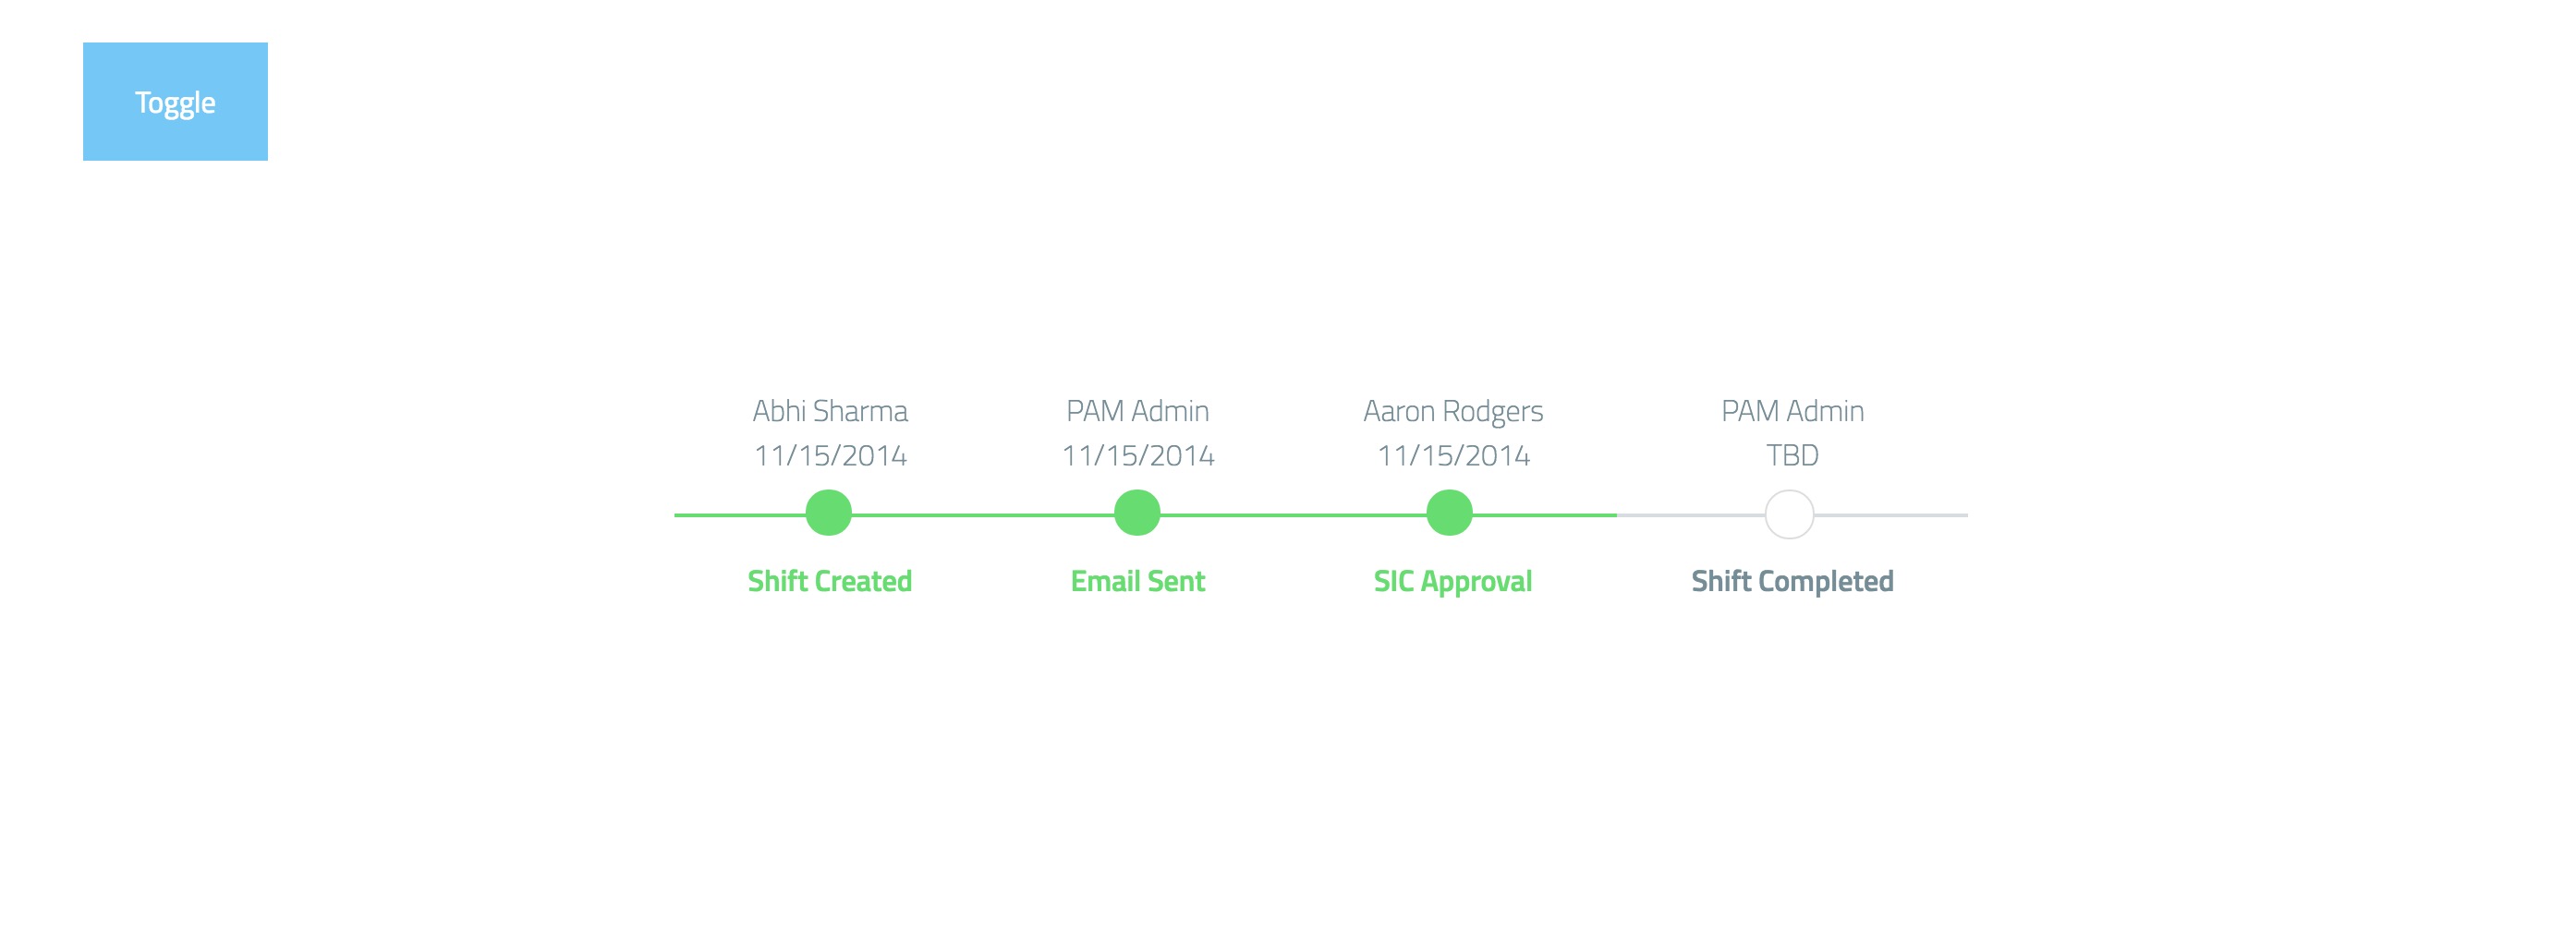 Toggle
Abhi Sharma
11/15/2014
Shift Created
PAM Admin
11/15/2014
Email Sent
Aaron Rodgers
11/15/2014
SIC Approval
PAM Admin
TBD
Shift Completed